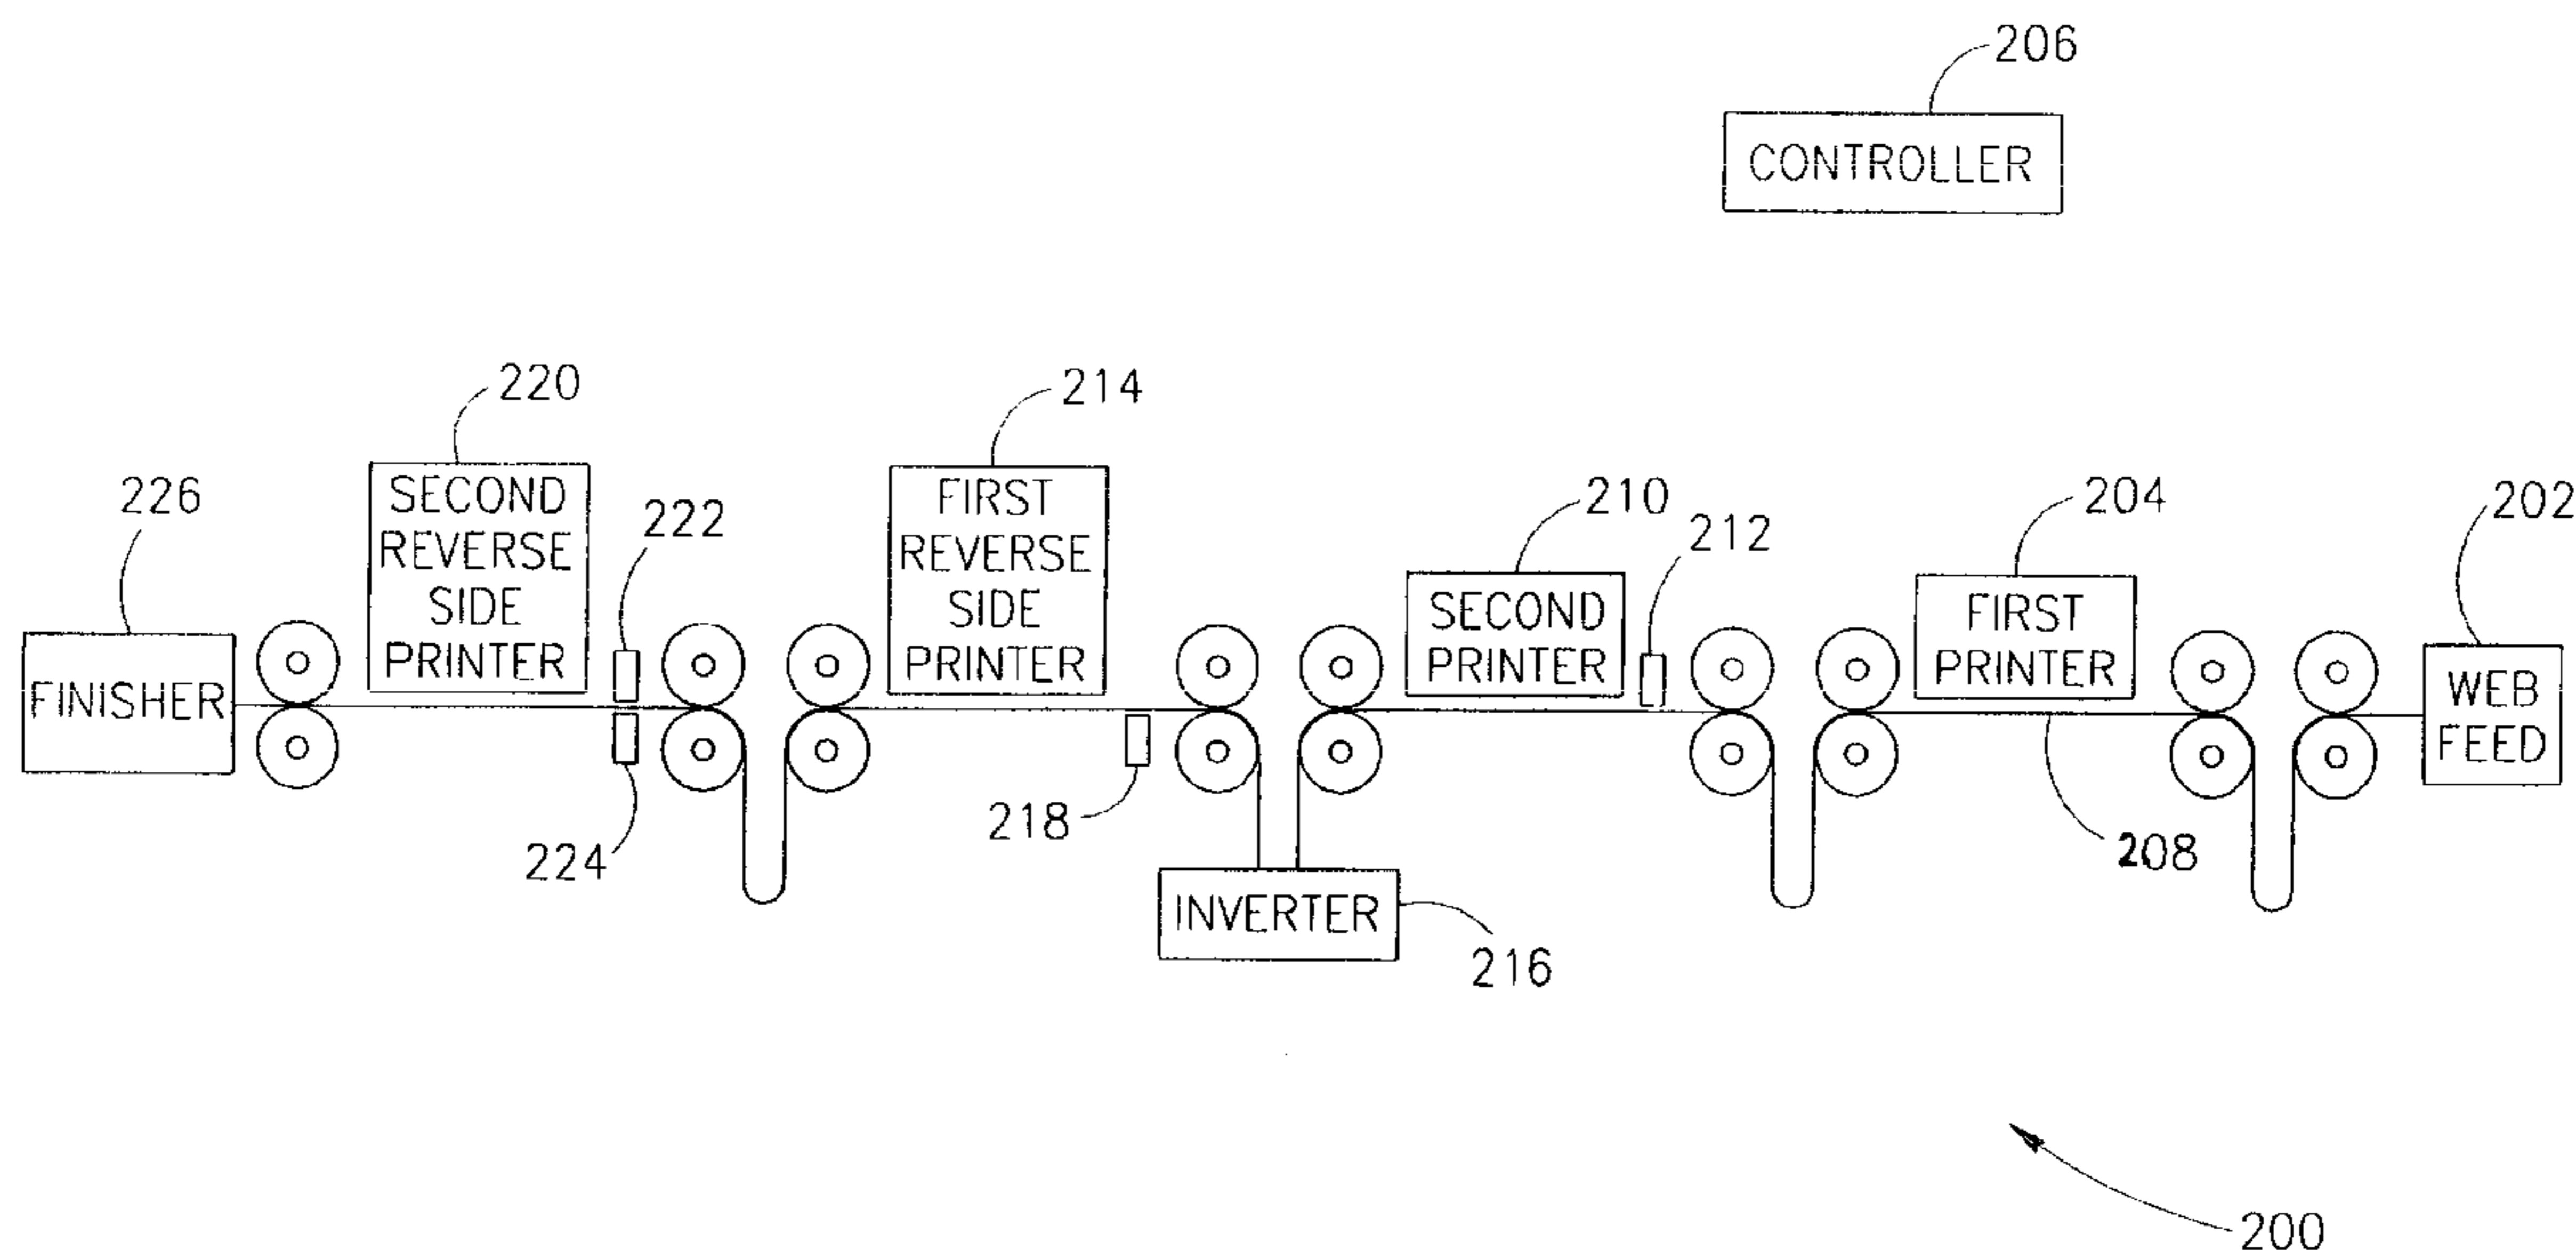 206
CONTROLLER
220
214
226
222
210
212
204
202
SECOND
REVERSE
SIDE
PRINTER
FIRST
REVERSE
SIDE
PRINTER
SECOND
PRINTER
FIRST
PRINTER
FINISHER
WEB
FEED
218
224
208
INVERTER
216
200